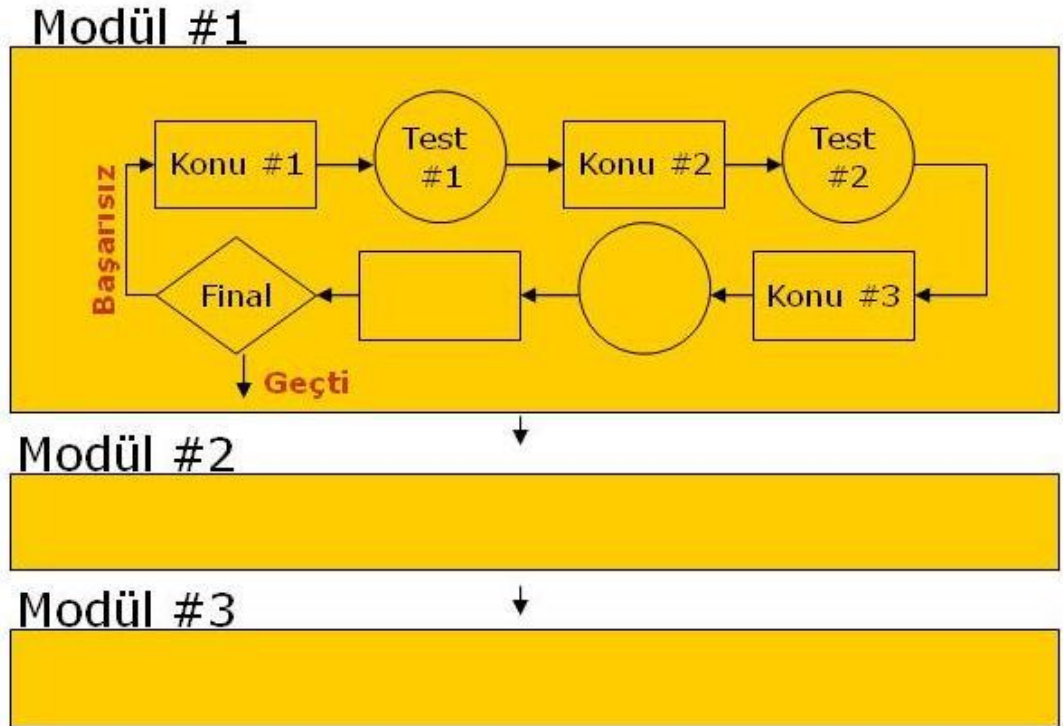 Modül #1
Konu #1
Test
#1
Konu #2
Test
#2
Başarısız
Final
Konu #3
Geçti
Modül #2
Modül #3